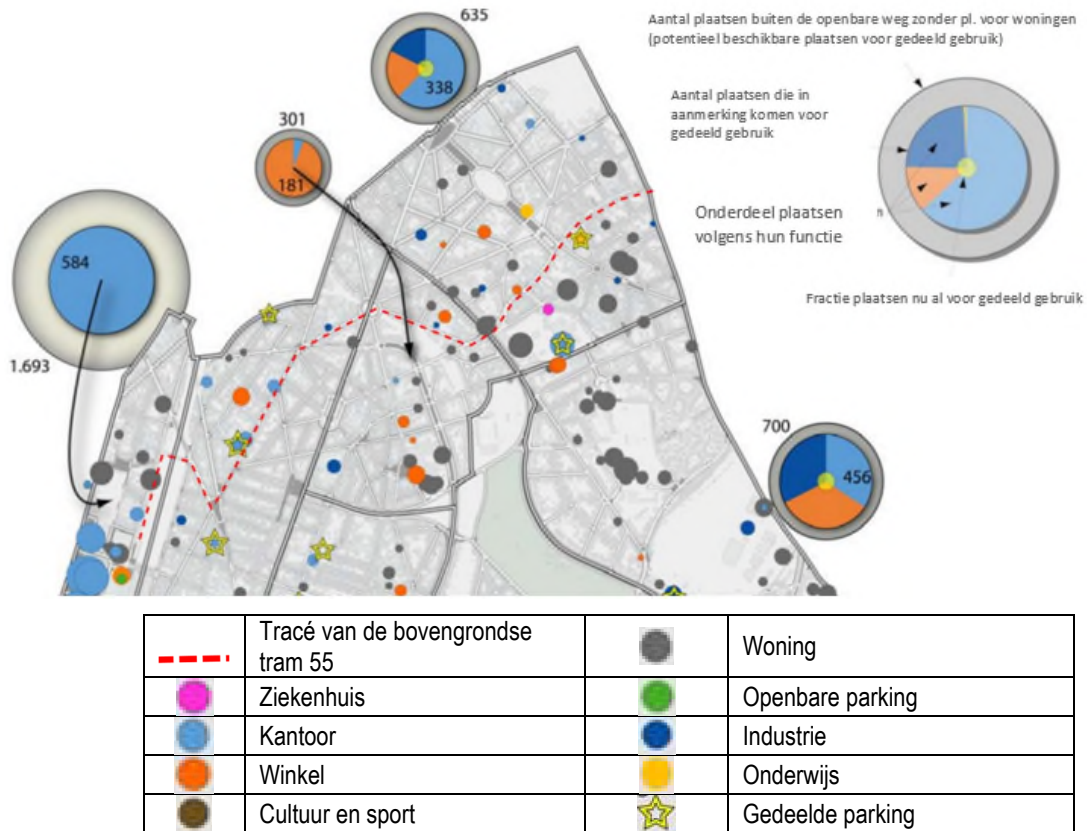 635
338
301
181
584
1.693
Aantal plaatsen buiten de openbare weg zonder pl. voor woningen
(potentieel beschikbare plaatsen voor gedeeld gebruik)
Aantal plaatsen die in
aanmerking komen voor
gedeeld gebruik
Onderdeel plaatsen
volgens hun functie
n
Fractie plaatsen nu al voor gedeeld gebruik
700
456
Tracé van de bovengrondse
tram 55
Woning
Ziekenhuis
Openbare parking
Kantoor
Industrie
Winkel
Onderwijs
Cultuur en sport
Gedeelde parking